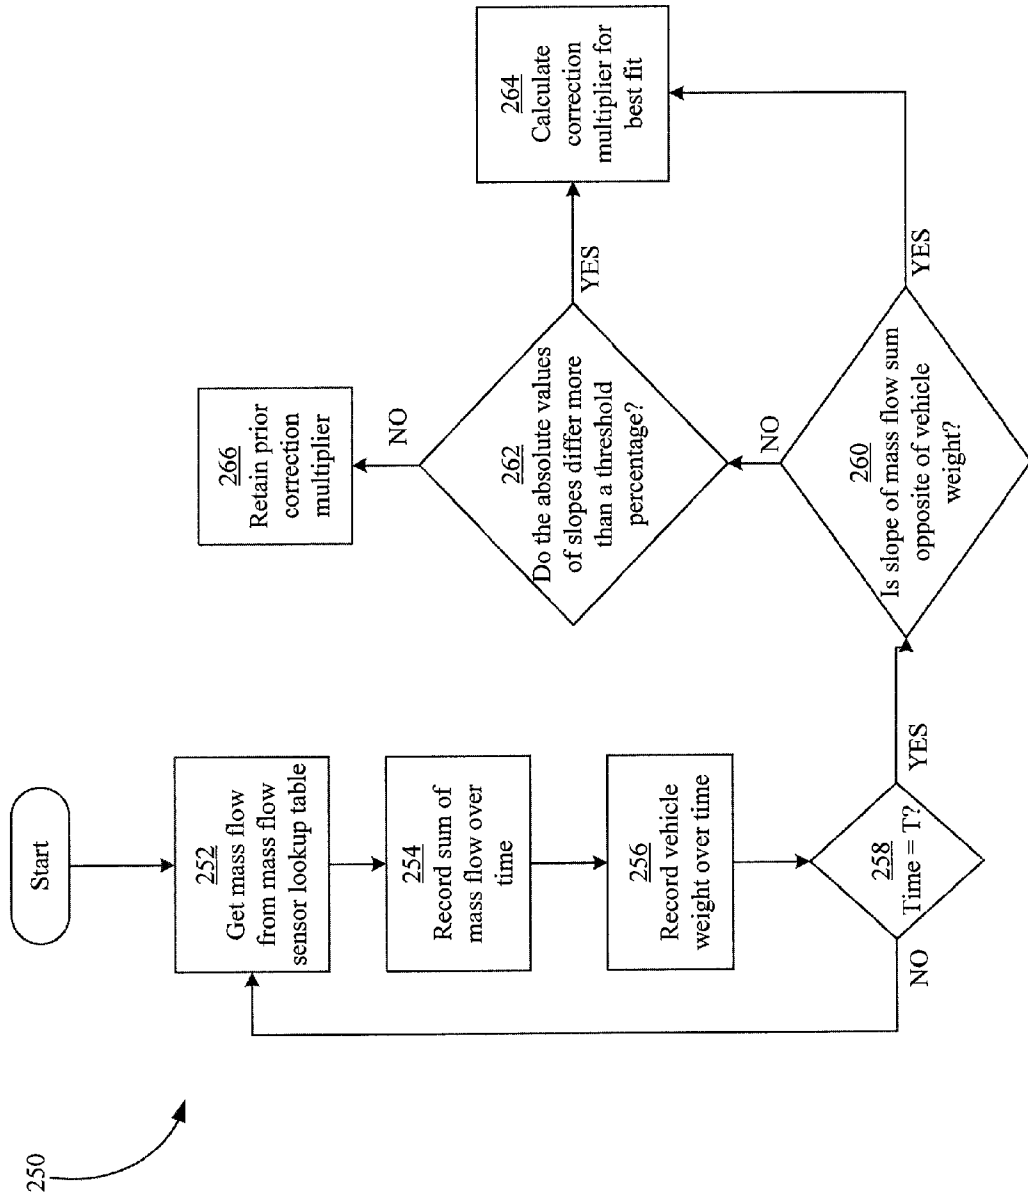 250
Start
252
Get mass flow
from mass flow
sensor lookup table
254
Record sum of
mass flow over
time
256
Record vehicle
weight over time
258
Time = T?
NO
YES
260
Is slope of mass flow sum
opposite of vehicle
weight?
NO
YES
262
Do the absolute values
of slopes differ more
than a threshold
percentage?
NO
YES
266
Retain prior
correction
multiplier
264
Calculate
correction
multiplier for
best fit